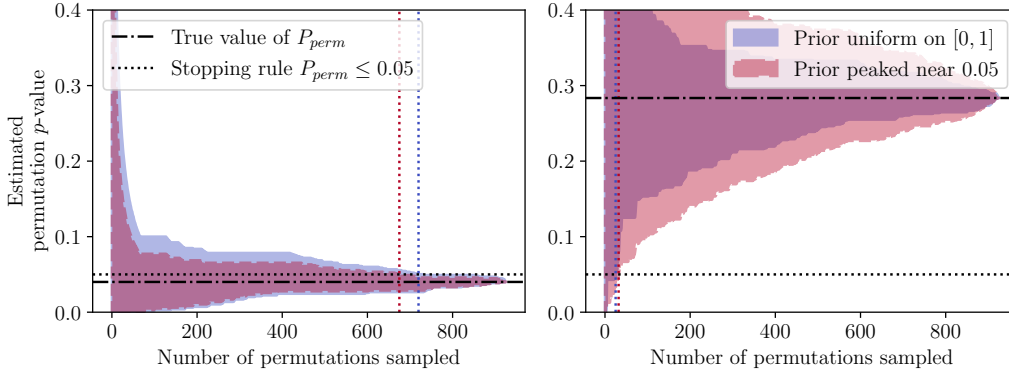 0.4
0.3
0.2
0.1
0.0
Estimated
permutation p-value
True value of P_perm
Stopping rule P_perm ≤ 0.05
0
200
400
600
800
Number of permutations sampled
0.4
0.3
0.2
0.1
0.0
Prior uniform on [0, 1]
Prior peaked near 0.05
0
200
400
600
800
Number of permutations sampled